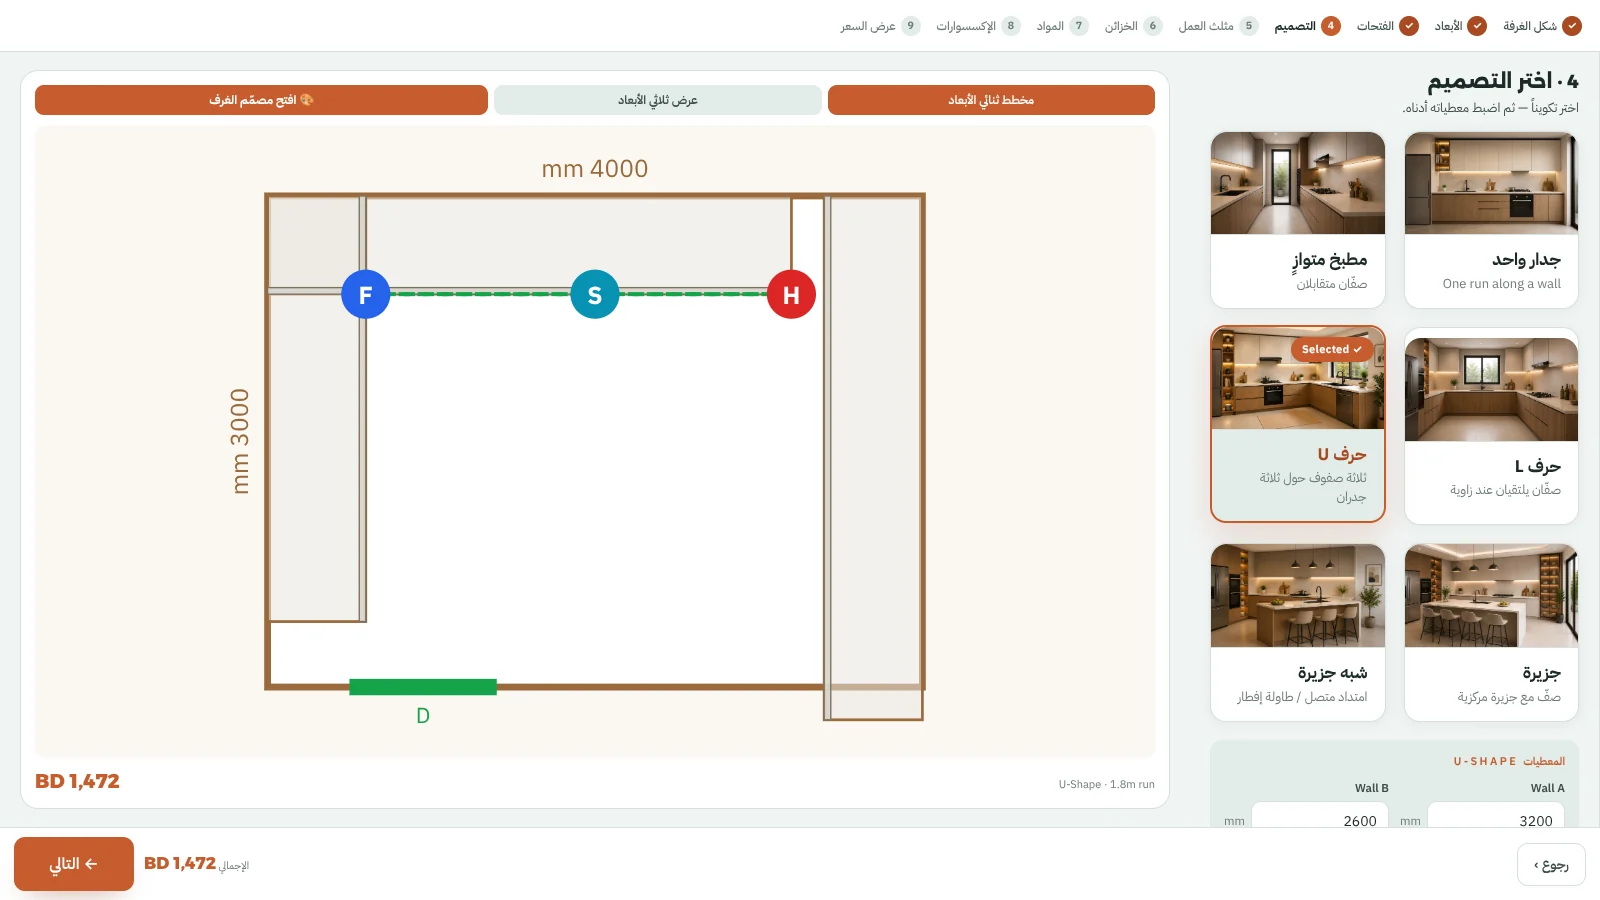 شكل الغرفة
الأبعاد
الفتحات
4 التصميم
5 مثلث العمل
6 الخزائن
7 المواد
8 الإكسسوارات
9 عرض السعر
4 · اختر التصميم
اختر تكويناً — ثم اضبط معطياته أدناه.
جدار واحد
One run along a wall
مطبخ متوازٍ
صفّان متقابلان
حرف L
صفّان يلتقيان عند زاوية
Selected ✓
حرف U
ثلاثة صفوف حول ثلاثة
جدران
جزيرة
صفّ مع جزيرة مركزية
شبه جزيرة
امتداد متصل / طاولة إفطار
المعطيات U-SHAPE
Wall A
3200 mm
Wall B
2600 mm
مخطط ثنائي الأبعاد
عرض ثلاثي الأبعاد
🎨 افتح مصمّم الغرف
mm 4000
mm 3000
F
S
H
D
U-Shape · 1.8m run
BD 1,472
رجوع ›
الإجمالي BD 1,472
← التالي